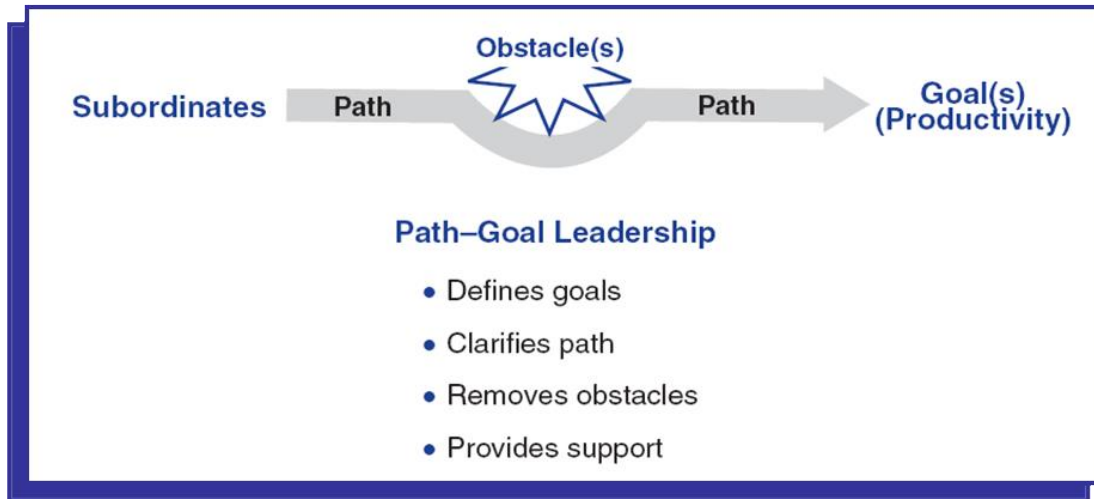 Obstacle(s)
Subordinates
Path
Path
Goal(s)
(Productivity)
Path–Goal Leadership
• Defines goals
• Clarifies path
• Removes obstacles
• Provides support